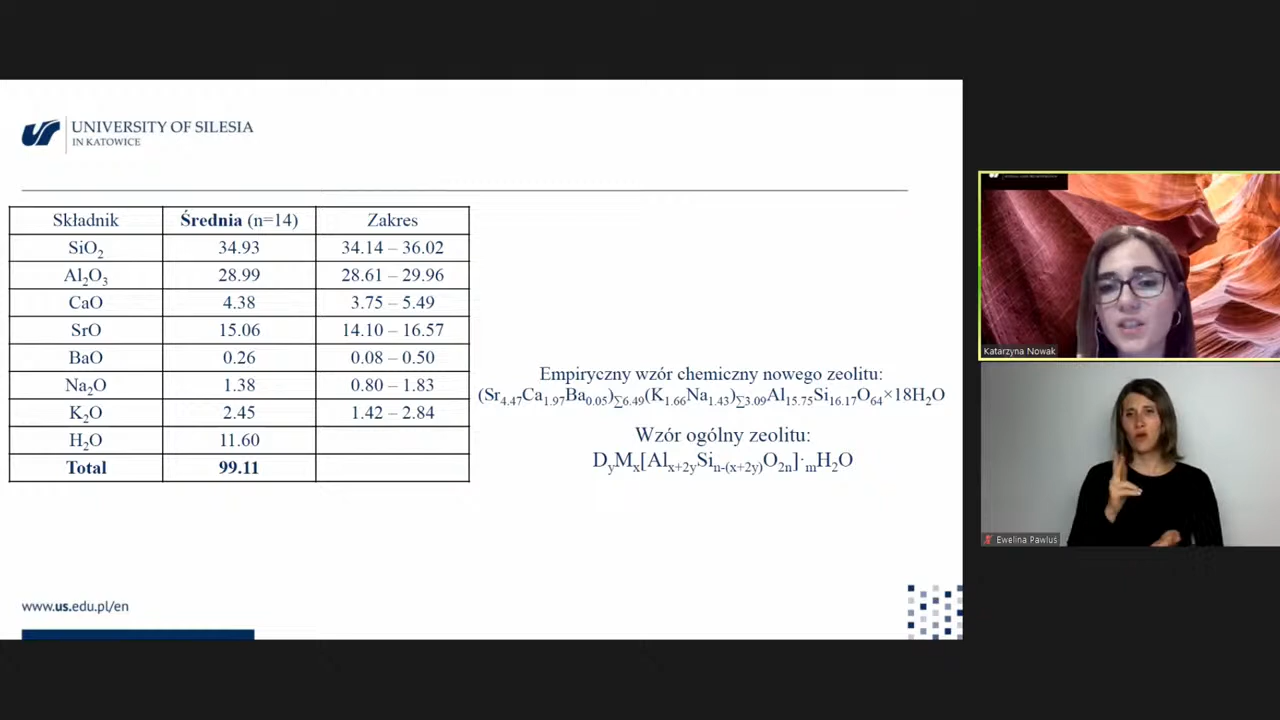 UNIVERSITY OF SILESIA
IN KATOWICE
Składnik Średnia (n=14) Zakres
SiO₂ 34.93 34.14 – 36.02
Al₂O₃ 28.99 28.61 – 29.96
CaO 4.38 3.75 – 5.49
SrO 15.06 14.10 – 16.57
BaO 0.26 0.08 – 0.50
Na₂O 1.38 0.80 – 1.83
K₂O 2.45 1.42 – 2.84
H₂O 11.60
Total 99.11
Empiryczny wzór chemiczny nowego zeolitu:
(Sr₄.₄₇Ca₁.₉₇Ba₀.₀₅)∑₆.₄₉(K₁.₆₆Na₁.₄₃)∑₃.₀₉Al₁₅.₇₅Si₁₆.₁₇O₆₄×18H₂O
Wzór ogólny zeolitu:
DyMx[Alx+2ySin-(x+2y)O2n]·mH₂O
www.us.edu.pl/en
Katarzyna Nowak
Ewelina Pawluś